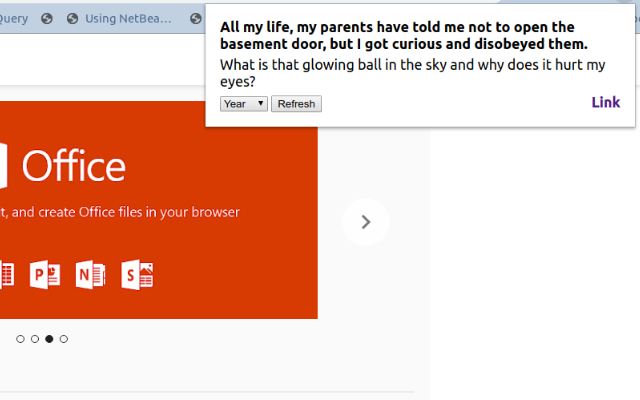 Query
Using NetBea...
All my life, my parents have told me not to open the
basement door, but I got curious and disobeyed them.
What is that glowing ball in the sky and why does it hurt my
eyes?
Year Refresh
Link
Office
t, and create Office files in your browser
P N S